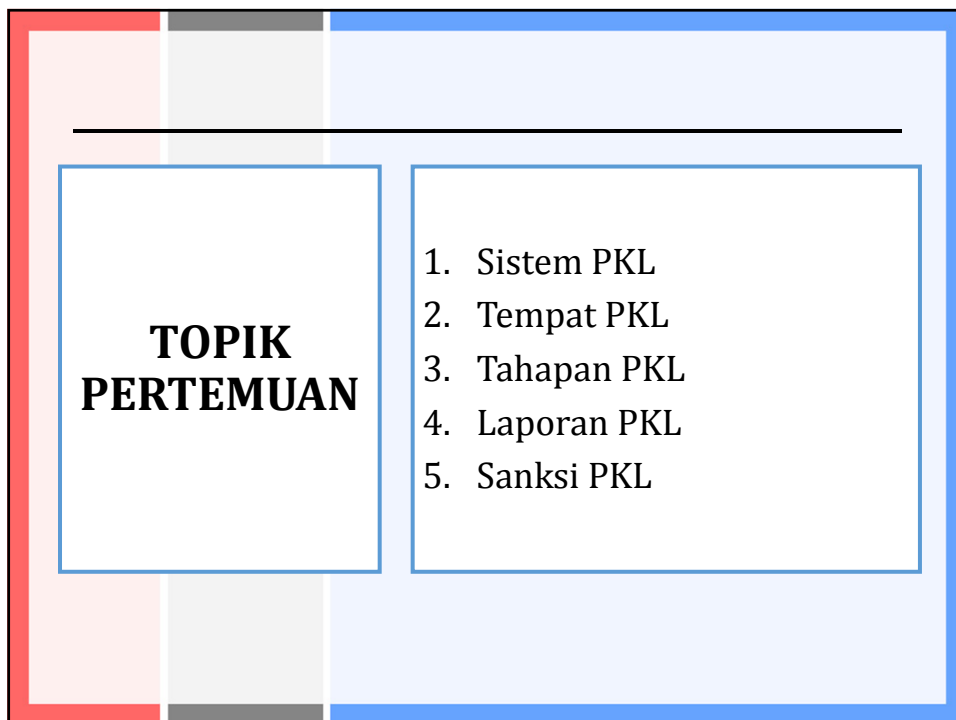 TOPIK
PERTEMUAN
1. Sistem PKL
2. Tempat PKL
3. Tahapan PKL
4. Laporan PKL
5. Sanksi PKL